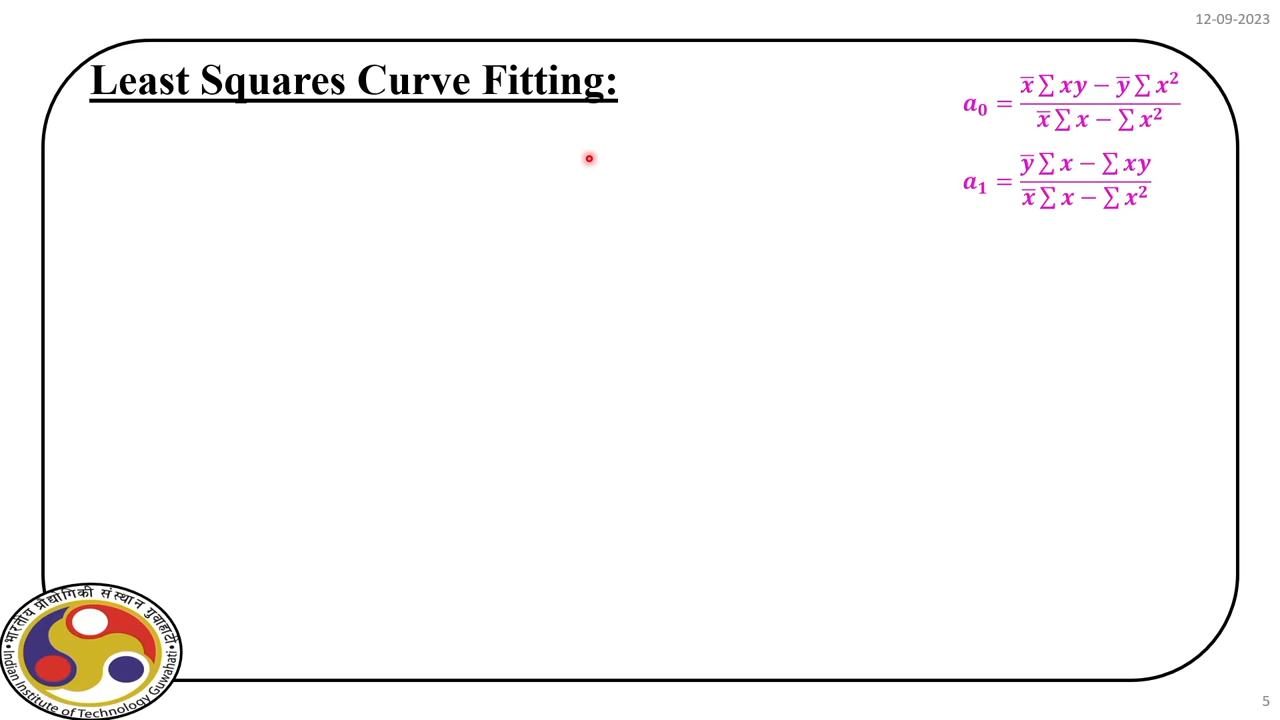 12-09-2023
Least Squares Curve Fitting:
a₀ = (x̅ ∑ xy − y̅ ∑ x²) / (x̅ ∑ x − ∑ x²)
a₁ = (y̅ ∑ x − ∑ xy) / (x̅ ∑ x − ∑ x²)
भारतीय प्रौद्योगिकी संस्थान गुवाहाटी
Indian Institute of Technology Guwahati
5